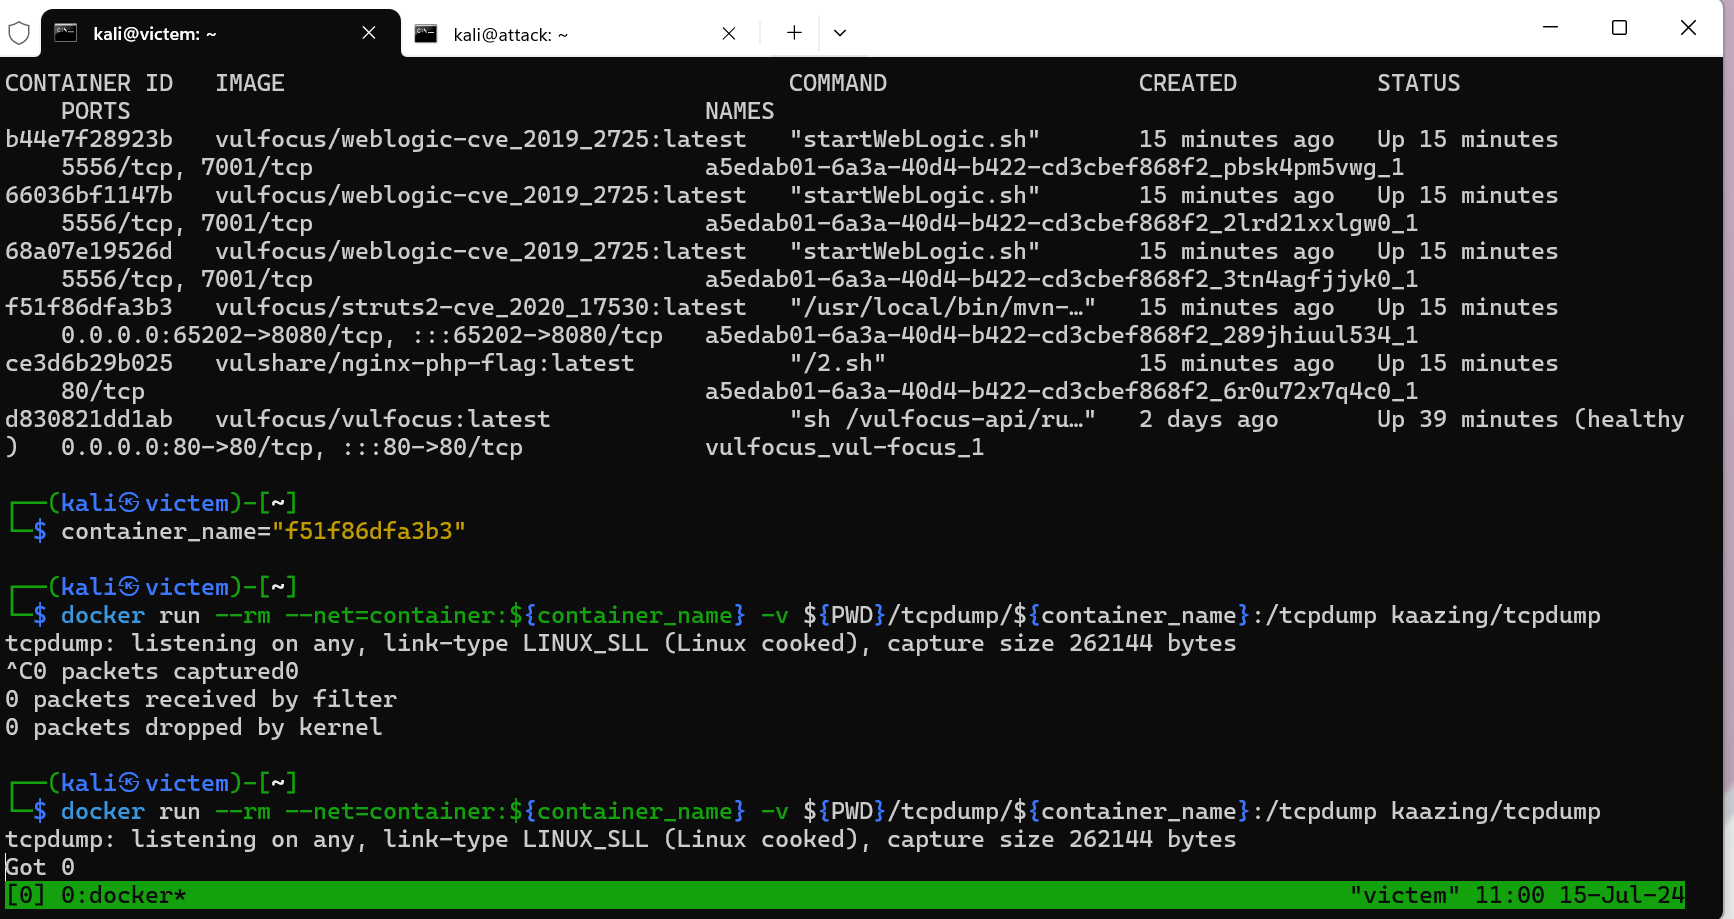 kali@victem: ~
kali@attack: ~
CONTAINER ID   IMAGE                                    COMMAND                  CREATED          STATUS
    PORTS                                         NAMES
b44e7f28923b   vulfocus/weblogic-cve_2019_2725:latest   "startWebLogic.sh"       15 minutes ago   Up 15 minutes
    5556/tcp, 7001/tcp                            a5edab01-6a3a-40d4-b422-cd3cbef868f2_pbsk4pm5vwg_1
66036bf1147b   vulfocus/weblogic-cve_2019_2725:latest   "startWebLogic.sh"       15 minutes ago   Up 15 minutes
    5556/tcp, 7001/tcp                            a5edab01-6a3a-40d4-b422-cd3cbef868f2_2lrd21xxlgw0_1
68a07e19526d   vulfocus/weblogic-cve_2019_2725:latest   "startWebLogic.sh"       15 minutes ago   Up 15 minutes
    5556/tcp, 7001/tcp                            a5edab01-6a3a-40d4-b422-cd3cbef868f2_3tn4agfjjyk0_1
f51f86dfa3b3   vulfocus/struts2-cve_2020_17530:latest   "/usr/local/bin/mvn-…"   15 minutes ago   Up 15 minutes
    0.0.0.0:65202->8080/tcp, :::65202->8080/tcp   a5edab01-6a3a-40d4-b422-cd3cbef868f2_289jhiuul534_1
ce3d6b29b025   vulshare/nginx-php-flag:latest           "/2.sh"                  15 minutes ago   Up 15 minutes
    80/tcp                                        a5edab01-6a3a-40d4-b422-cd3cbef868f2_6r0u72x7q4c0_1
d830821dd1ab   vulfocus/vulfocus:latest                 "sh /vulfocus-api/ru…"   2 days ago       Up 39 minutes (healthy
)   0.0.0.0:80->80/tcp, :::80->80/tcp             vulfocus_vul-focus_1
┌──(kali㉿victem)-[~]
└─$ container_name="f51f86dfa3b3"
┌──(kali㉿victem)-[~]
└─$ docker run --rm --net=container:${container_name} -v ${PWD}/tcpdump/${container_name}:/tcpdump kaazing/tcpdump
tcpdump: listening on any, link-type LINUX_SLL (Linux cooked), capture size 262144 bytes
^C0 packets captured0
0 packets received by filter
0 packets dropped by kernel
┌──(kali㉿victem)-[~]
└─$ docker run --rm --net=container:${container_name} -v ${PWD}/tcpdump/${container_name}:/tcpdump kaazing/tcpdump
tcpdump: listening on any, link-type LINUX_SLL (Linux cooked), capture size 262144 bytes
Got 0
[0] 0:docker*                                                                                   "victem" 11:00 15-Jul-24